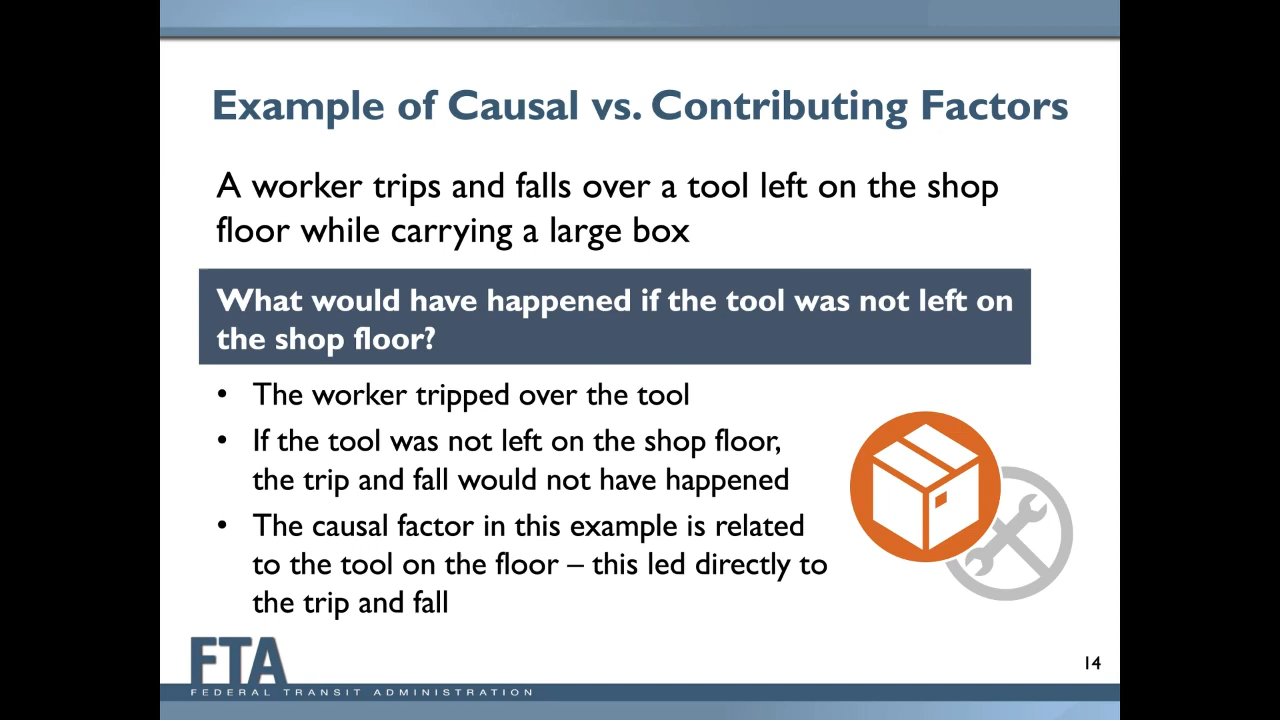 Example of Causal vs. Contributing Factors
A worker trips and falls over a tool left on the shop
floor while carrying a large box
What would have happened if the tool was not left on
the shop floor?
• The worker tripped over the tool
• If the tool was not left on the shop floor,
the trip and fall would not have happened
• The causal factor in this example is related
to the tool on the floor – this led directly to
the trip and fall
FTA
FEDERAL TRANSIT ADMINISTRATION
14